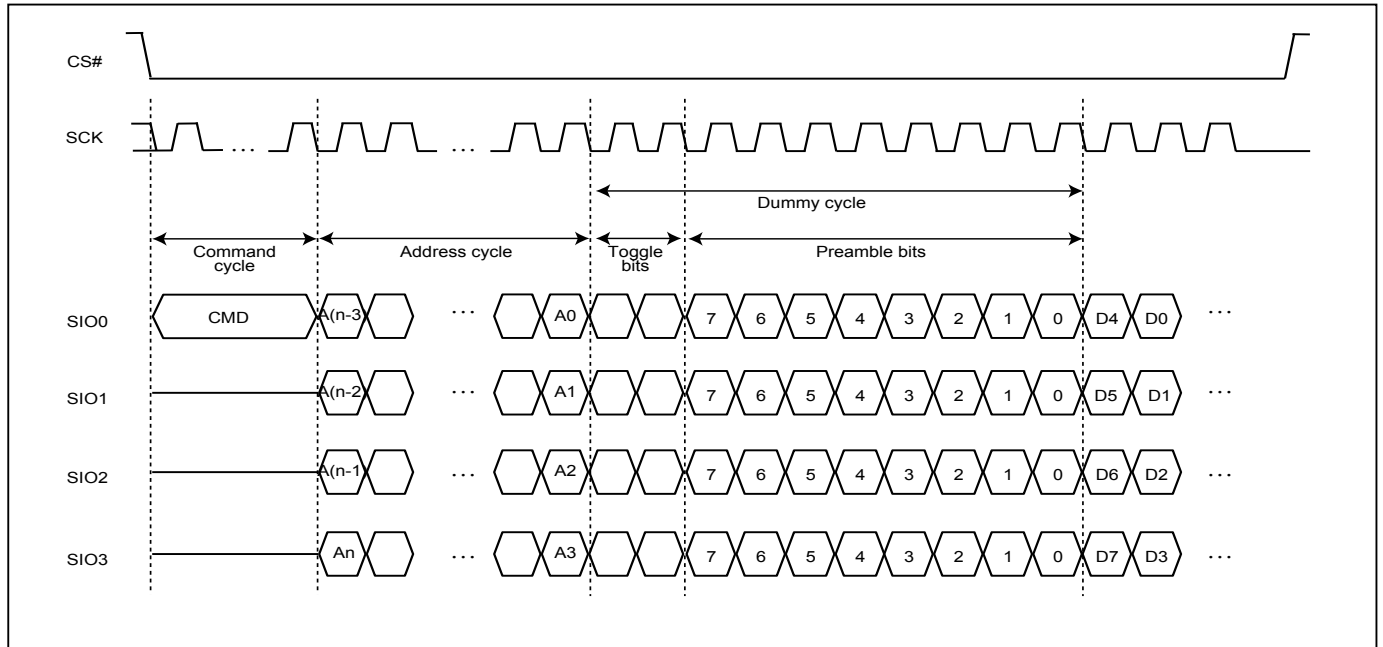 CS#
SCK
...
...
Dummy cycle
Command
cycle
Address cycle
Toggle
bits
Preamble bits
SIO0
CMD
A(n-3)
...
A0
7
6
5
4
3
2
1
0
D4
D0
...
SIO1
A(n-2)
...
A1
7
6
5
4
3
2
1
0
D5
D1
...
SIO2
A(n-1)
...
A2
7
6
5
4
3
2
1
0
D6
D2
...
SIO3
An
...
A3
7
6
5
4
3
2
1
0
D7
D3
...